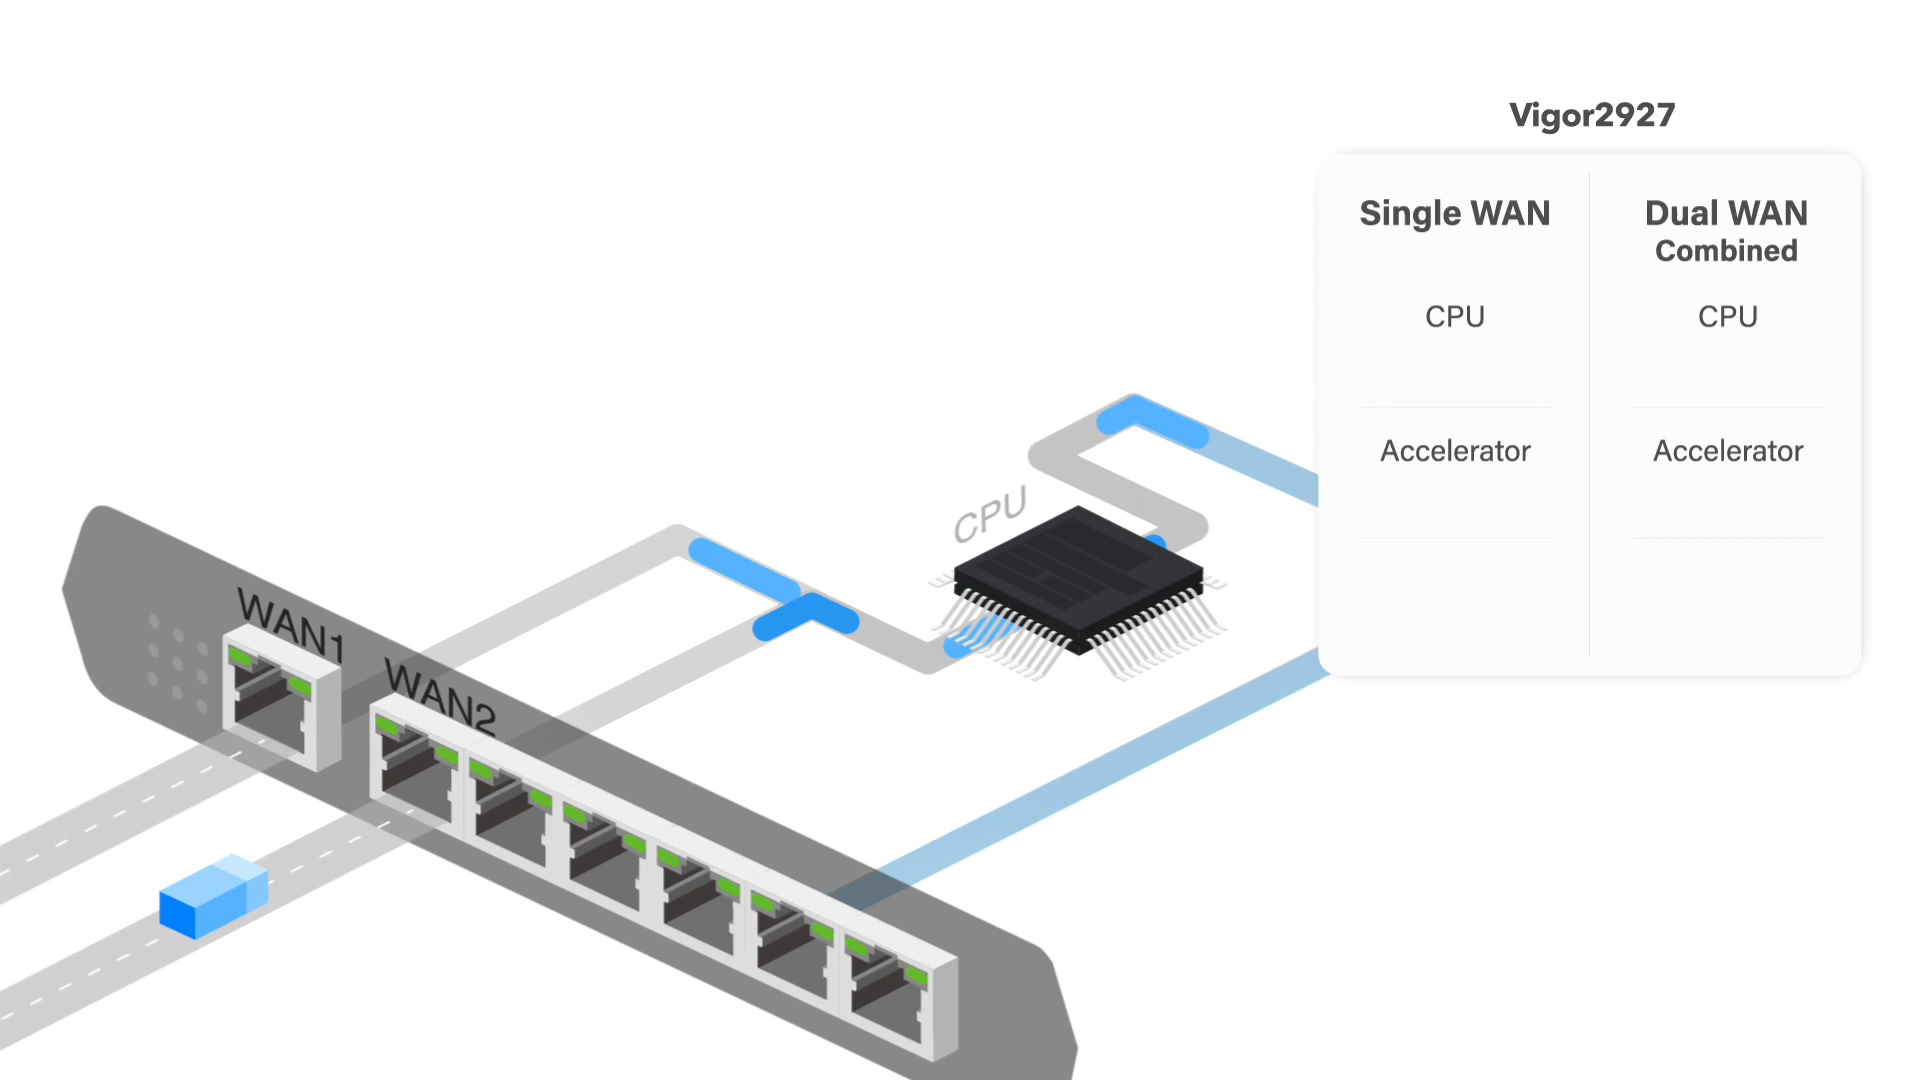 Vigor2927
Single WAN
Dual WAN
Combined
CPU
CPU
Accelerator
Accelerator
CPU
WAN1
WAN2